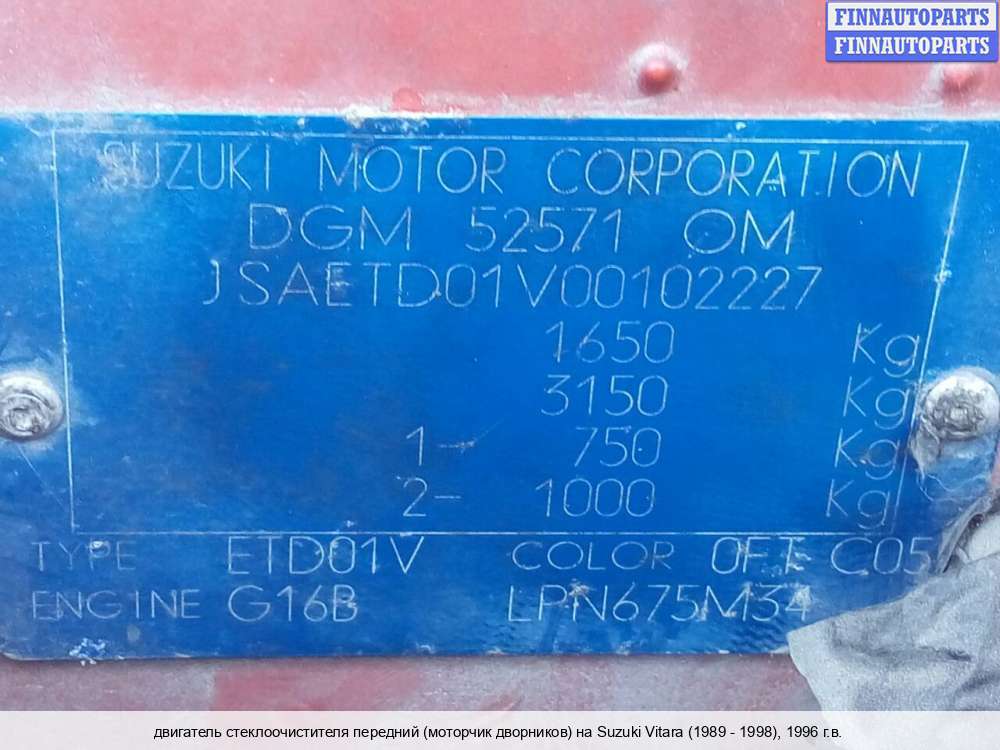 FINNAUTOPARTS
FINNAUTOPARTS
SUZUKI MOTOR CORPORATION
DGM 52571 OM
JSAETD01V00102227
1650 Kg
3150 Kg
1- 750 Kg
2- 1000 Kg
TYPE ETD01V COLOR 0FT C05
ENGINE G16B LPN675M34
двигатель стеклоочистителя передний (моторчик дворников) на Suzuki Vitara (1989 - 1998), 1996 г.в.